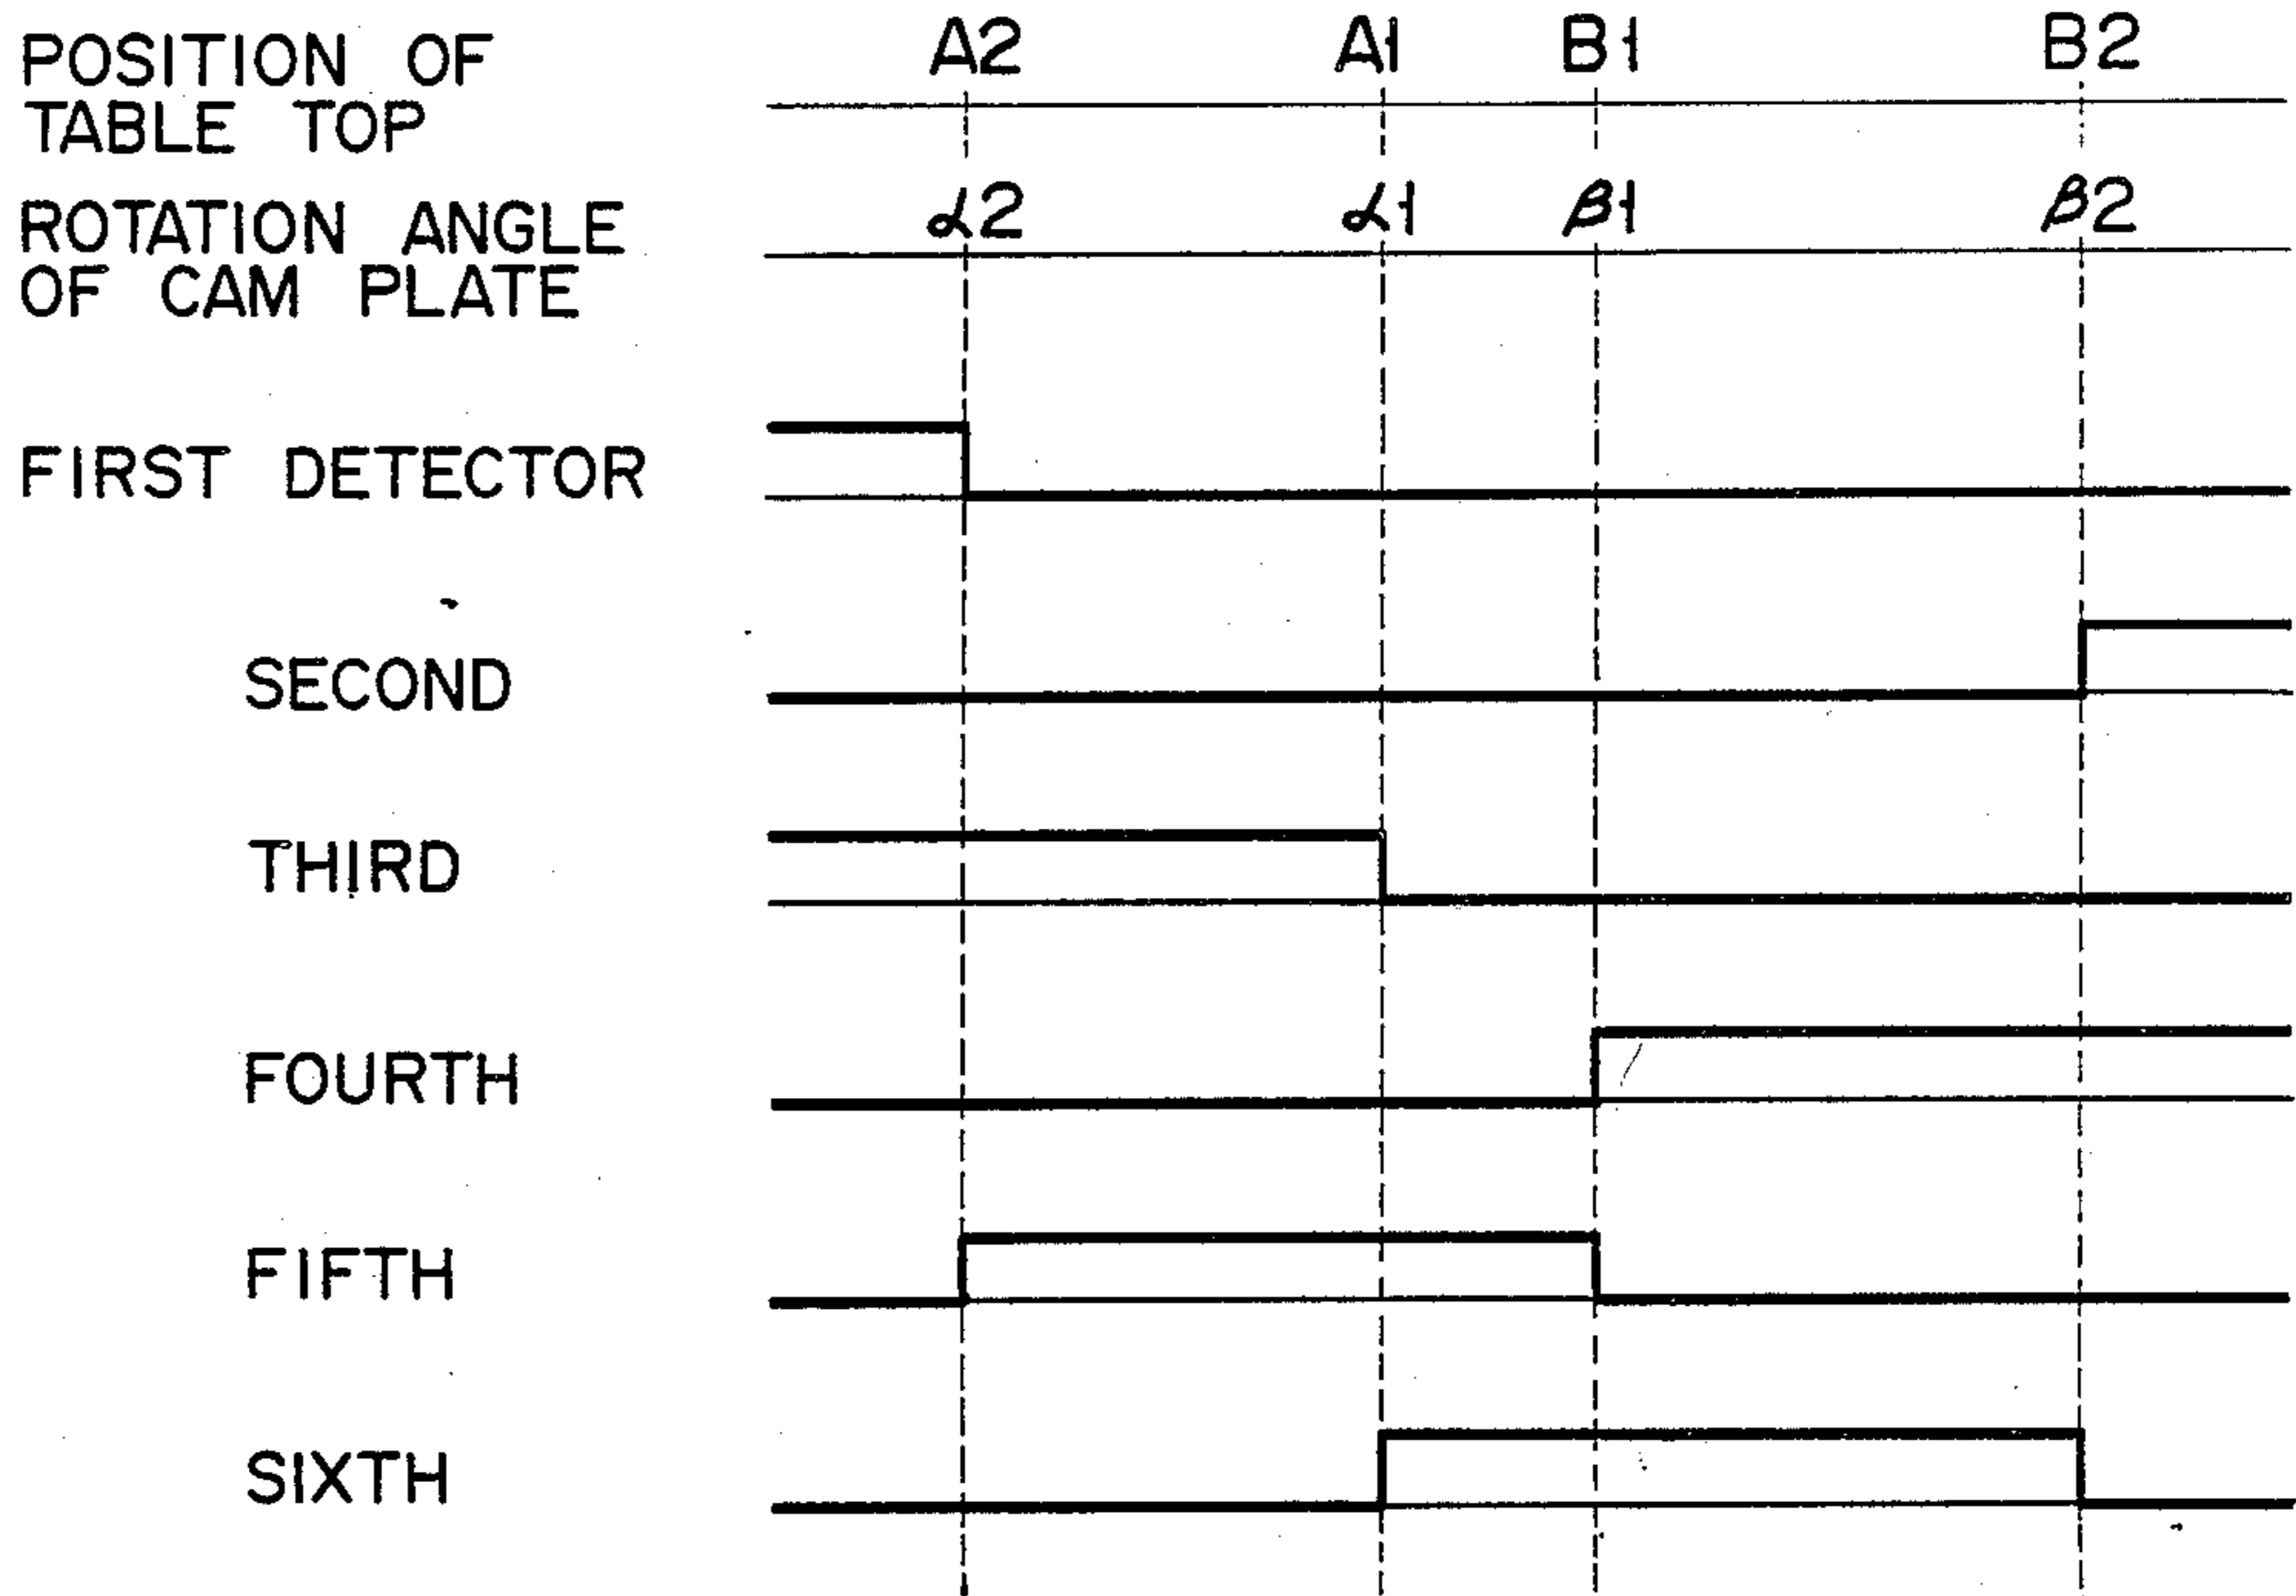 POSITION OF
TABLE TOP
A2 A1 B1 B2
ROTATION ANGLE
OF CAM PLATE
α2 α1 β1 β2
FIRST DETECTOR
SECOND
THIRD
FOURTH
FIFTH
SIXTH